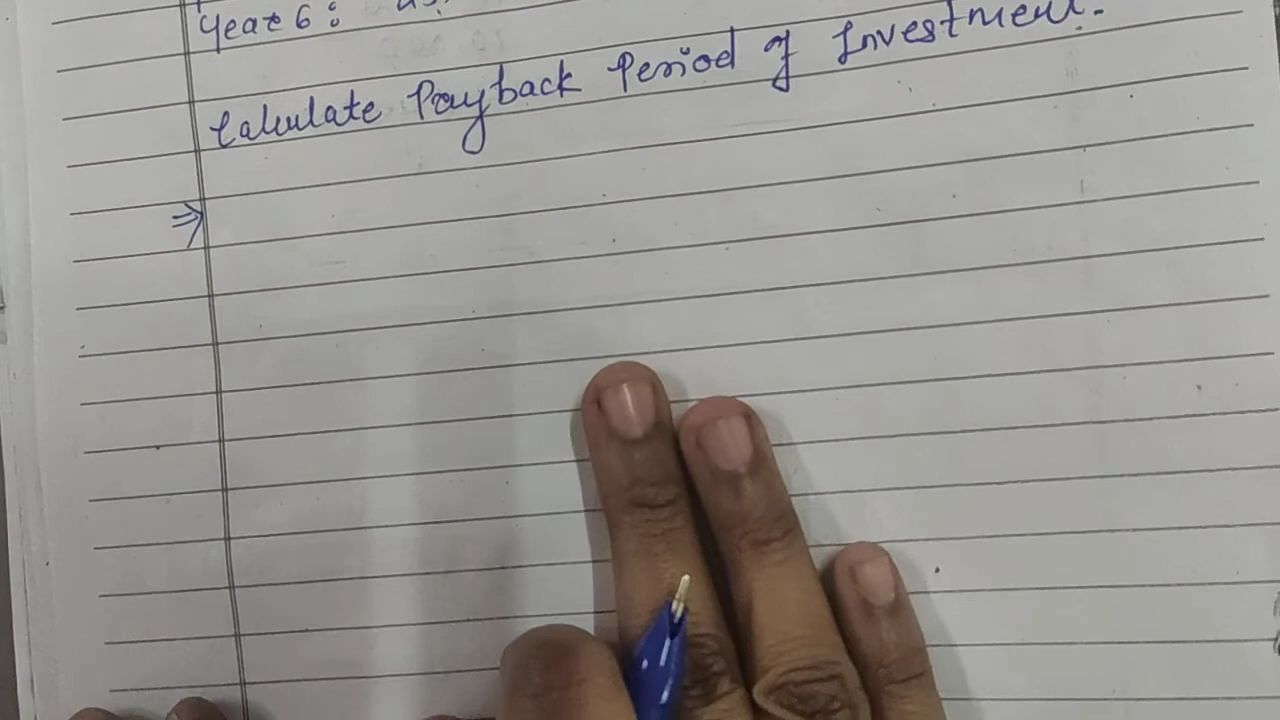 Year 6 :
Calculate Payback Period of Investment.
⇒